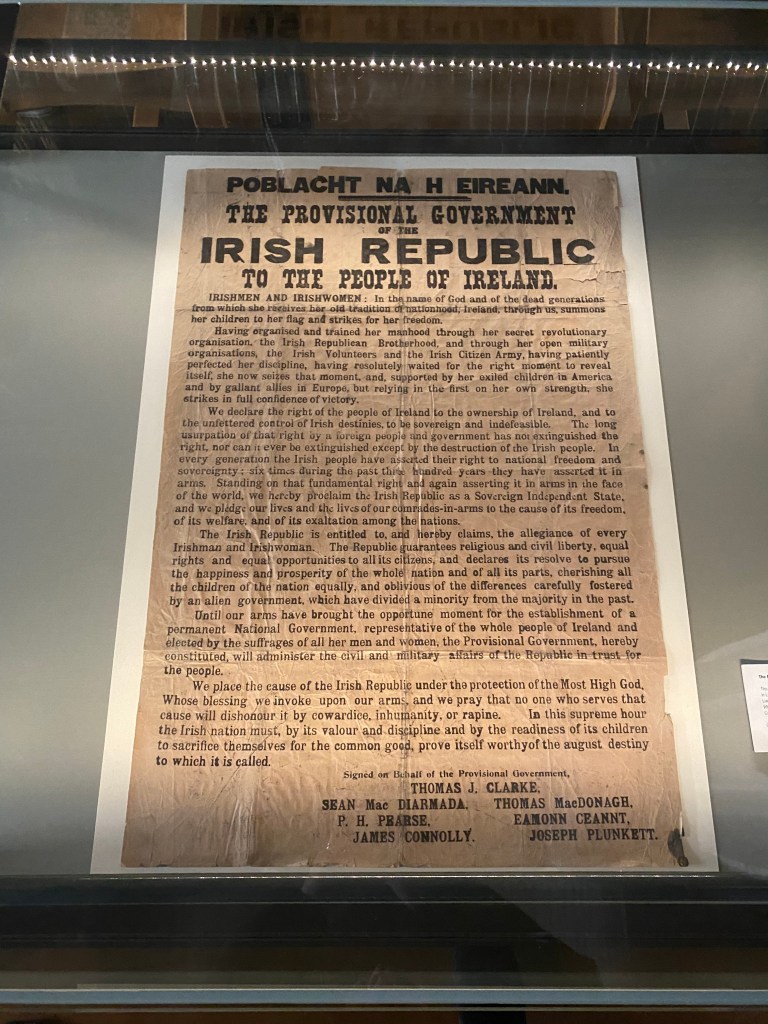 POBLACHT NA H EIREANN.
THE PROVISIONAL GOVERNMENT
OF THE
IRISH REPUBLIC
TO THE PEOPLE OF IRELAND.
IRISHMEN AND IRISHWOMEN : In the name of God and of the dead generations
from which she receives her old tradition of nationhood, Ireland, through us, summons
her children to her flag and strikes for her freedom.
Having organised and trained her manhood through her secret revolutionary
organisation, the Irish Republican Brotherhood, and through her open military
organisations, the Irish Volunteers and the Irish Citizen Army, having patiently
perfected her discipline, having resolutely waited for the right moment to reveal
itself, she now seizes that moment, and, supported by her exiled children in America
and by gallant allies in Europe, but relying in the first on her own strength, she
strikes in full confidence of victory.
We declare the right of the people of Ireland to the ownership of Ireland, and to
the unfettered control of Irish destinies, to be sovereign and indefeasible. The long
usurpation of that right by a foreign people and government has not extinguished the
right, nor can it ever be extinguished except by the destruction of the Irish people. In
every generation the Irish people have asserted their right to national freedom and
sovereignty ; six times during the past three hundred years they have asserted it in
arms. Standing on that fundamental right and again asserting it in arms in the face
of the world, we hereby proclaim the Irish Republic as a Sovereign Independent State,
and we pledge our lives and the lives of our comrades-in-arms to the cause of its freedom,
of its welfare, and of its exaltation among the nations.
The Irish Republic is entitled to, and hereby claims, the allegiance of every
Irishman and Irishwoman. The Republic guarantees religious and civil liberty, equal
rights and equal opportunities to all its citizens, and declares its resolve to pursue
the happiness and prosperity of the whole nation and of all its parts, cherishing all
the children of the nation equally, and oblivious of the differences carefully fostered
by an alien government, which have divided a minority from the majority in the past.
Until our arms have brought the opportune moment for the establishment of a
permanent National Government, representative of the whole people of Ireland and
elected by the suffrages of all her men and women, the Provisional Government, hereby
constituted, will administer the civil and military affairs of the Republic in trust for
the people.
We place the cause of the Irish Republic under the protection of the Most High God,
Whose blessing we invoke upon our arms, and we pray that no one who serves that
cause will dishonour it by cowardice, inhumanity, or rapine. In this supreme hour
the Irish nation must, by its valour and discipline and by the readiness of its children
to sacrifice themselves for the common good, prove itself worthy of the august destiny
to which it is called.
Signed on Behalf of the Provisional Government,
THOMAS J. CLARKE,
SEAN Mac DIARMADA, THOMAS MacDONAGH,
P. H. PEARSE, EAMONN CEANNT,
JAMES CONNOLLY. JOSEPH PLUNKETT.